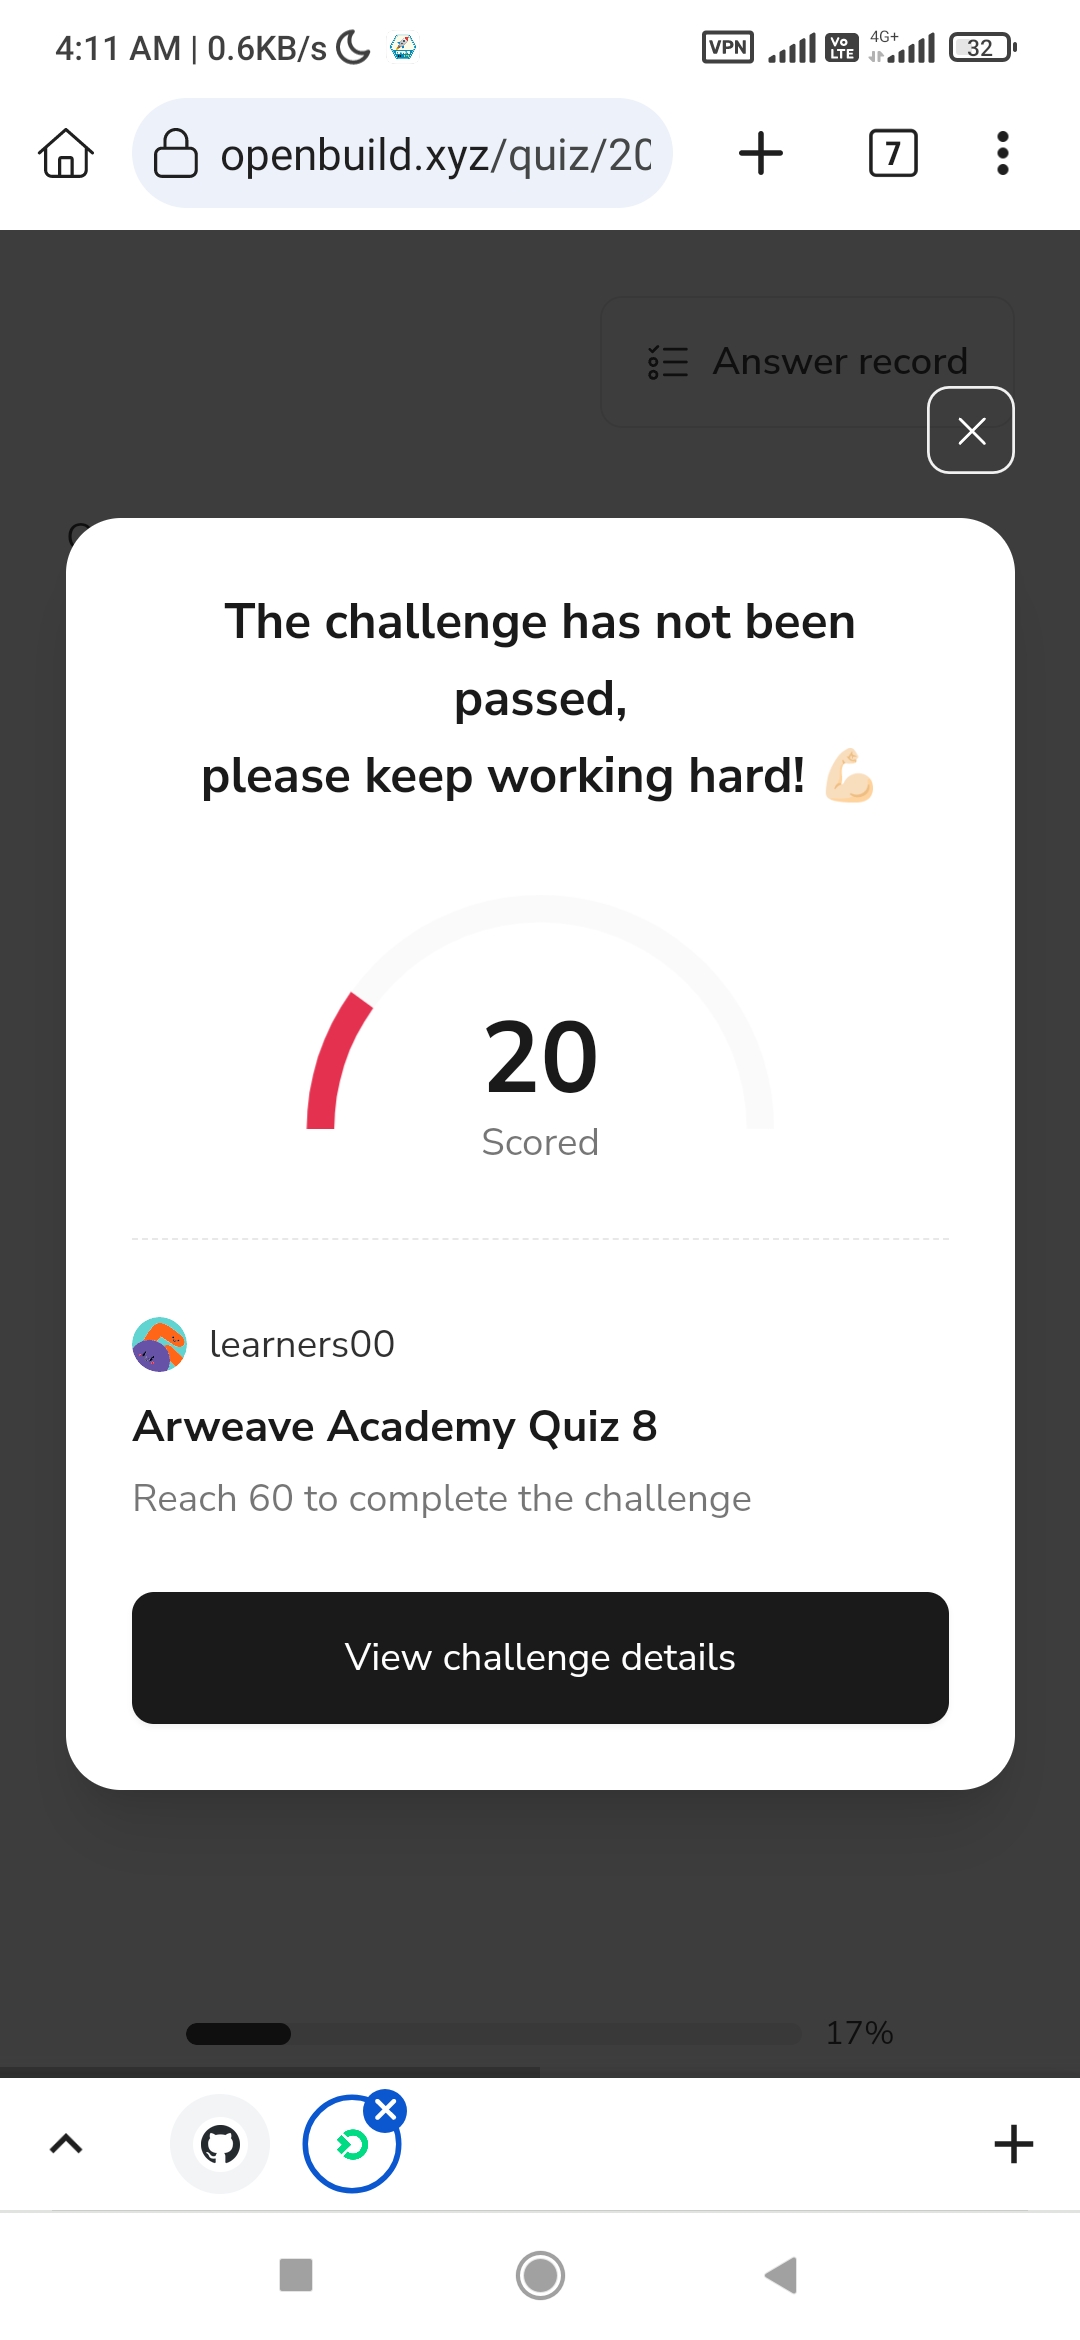 4:11 AM | 0.6KB/s
VPN
Vo LTE
4G+
32
openbuild.xyz/quiz/20
7
Answer record
The challenge has not been
passed,
please keep working hard! 💪🏻
20
Scored
learners00
Arweave Academy Quiz 8
Reach 60 to complete the challenge
View challenge details
17%